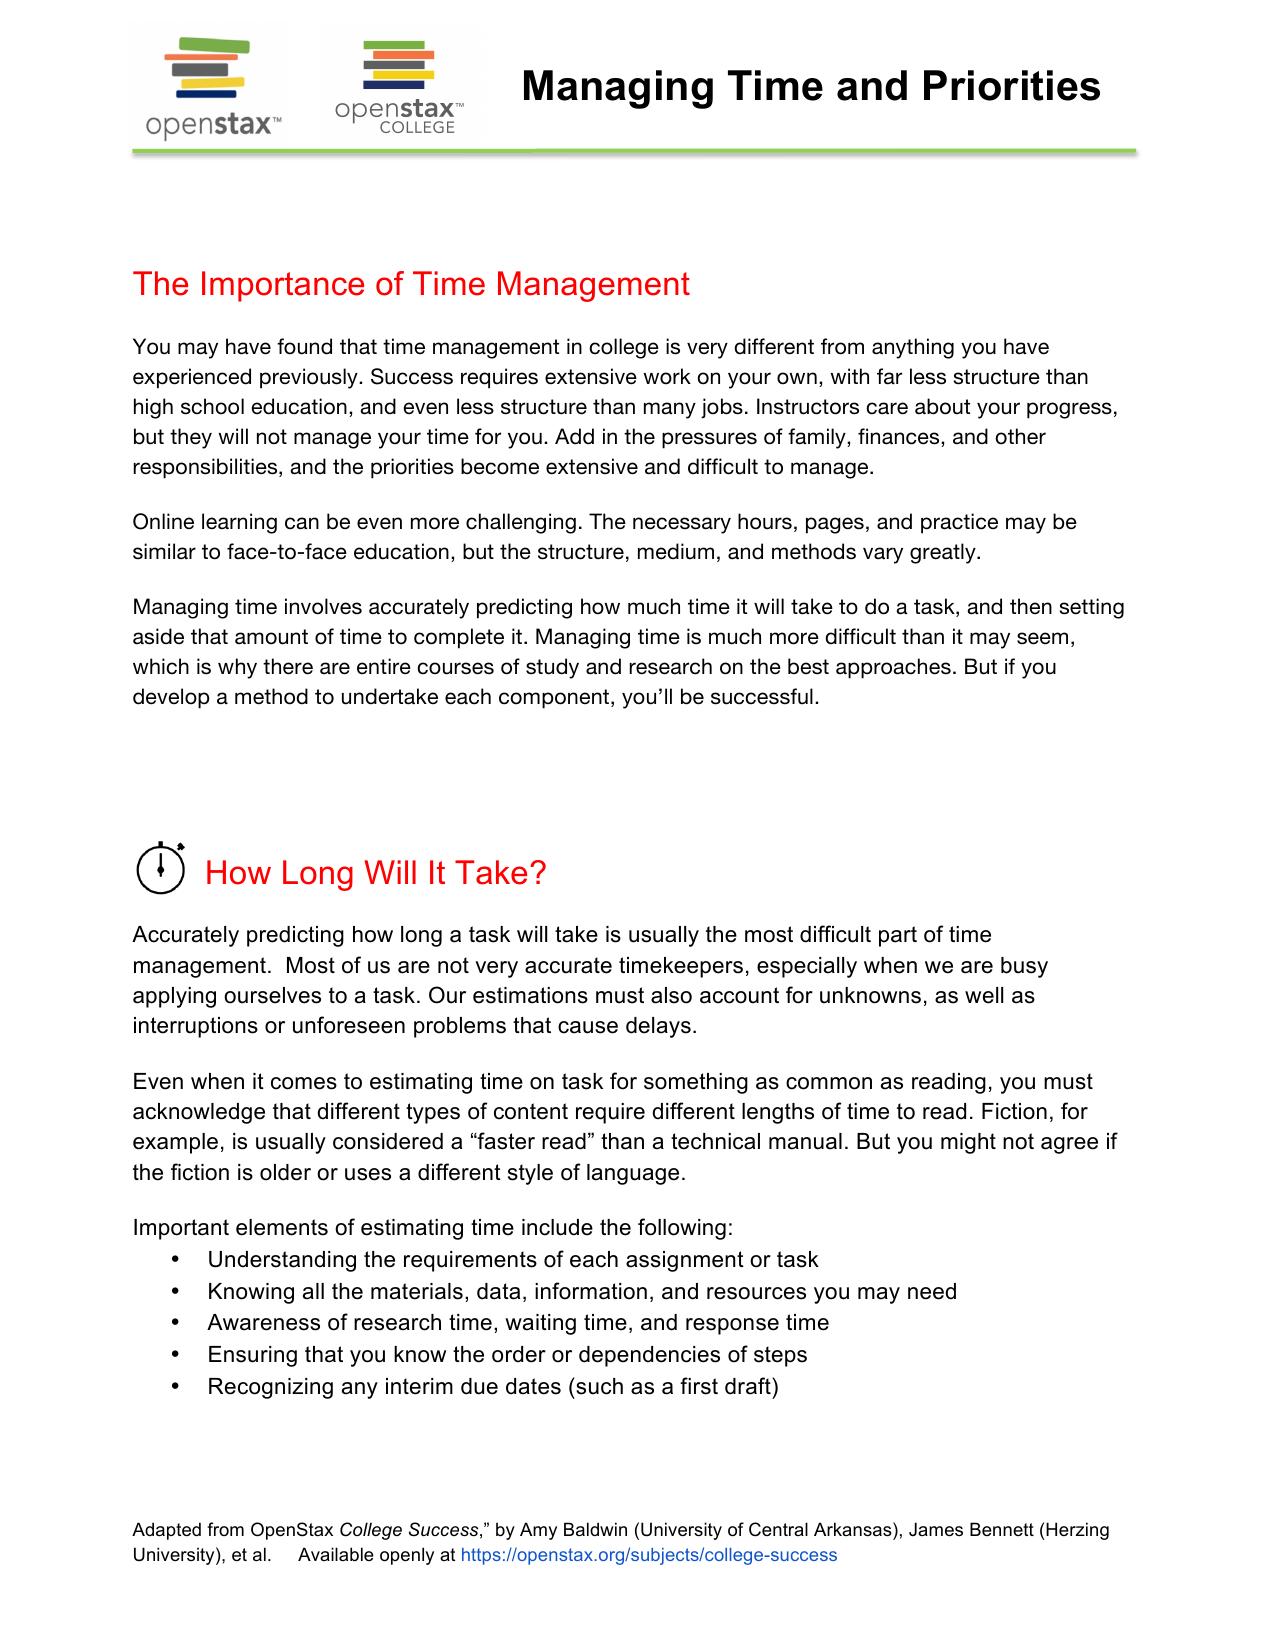 openstax™
openstax™
COLLEGE
Managing Time and Priorities
The Importance of Time Management
You may have found that time management in college is very different from anything you have
experienced previously. Success requires extensive work on your own, with far less structure than
high school education, and even less structure than many jobs. Instructors care about your progress,
but they will not manage your time for you. Add in the pressures of family, finances, and other
responsibilities, and the priorities become extensive and difficult to manage.
Online learning can be even more challenging. The necessary hours, pages, and practice may be
similar to face-to-face education, but the structure, medium, and methods vary greatly.
Managing time involves accurately predicting how much time it will take to do a task, and then setting
aside that amount of time to complete it. Managing time is much more difficult than it may seem,
which is why there are entire courses of study and research on the best approaches. But if you
develop a method to undertake each component, you’ll be successful.
How Long Will It Take?
Accurately predicting how long a task will take is usually the most difficult part of time
management.  Most of us are not very accurate timekeepers, especially when we are busy
applying ourselves to a task. Our estimations must also account for unknowns, as well as
interruptions or unforeseen problems that cause delays.
Even when it comes to estimating time on task for something as common as reading, you must
acknowledge that different types of content require different lengths of time to read. Fiction, for
example, is usually considered a “faster read” than a technical manual. But you might not agree if
the fiction is older or uses a different style of language.
Important elements of estimating time include the following:
• Understanding the requirements of each assignment or task
• Knowing all the materials, data, information, and resources you may need
• Awareness of research time, waiting time, and response time
• Ensuring that you know the order or dependencies of steps
• Recognizing any interim due dates (such as a first draft)
Adapted from OpenStax College Success,” by Amy Baldwin (University of Central Arkansas), James Bennett (Herzing
University), et al.     Available openly at https://openstax.org/subjects/college-success